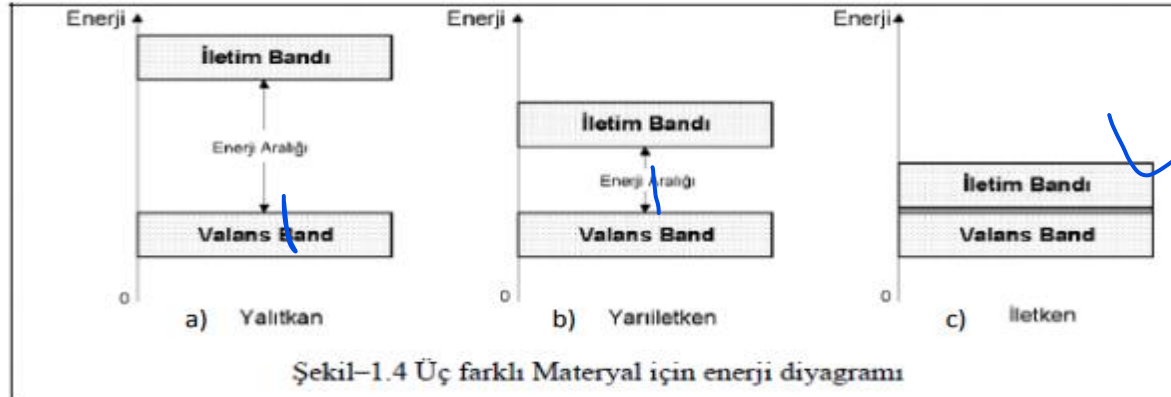 Enerji
İletim Bandı
Enerji Aralığı
Valans Band
0
a) Yalıtkan
Enerji
İletim Bandı
Enerji Aralığı
Valans Band
0
b) Yarıiletken
Enerji
İletim Bandı
Valans Band
0
c) İletken
Şekil–1.4 Üç farklı Materyal için enerji diyagramı